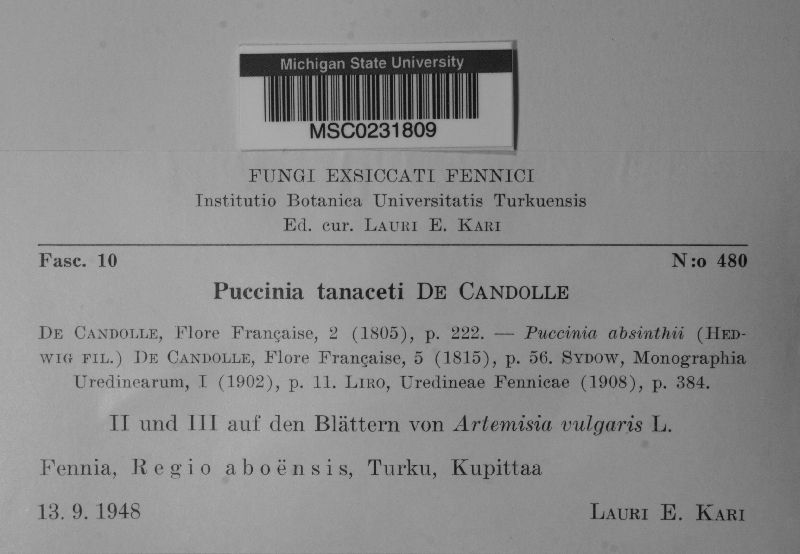 Michigan State University
MSC0231809
FUNGI EXSICCATI FENNICI
Institutio Botanica Universitatis Turkuensis
Ed. cur. LAURI E. KARI
Fasc. 10 N:o 480
Puccinia tanaceti DE CANDOLLE
DE CANDOLLE, Flore Française, 2 (1805), p. 222. — Puccinia absinthii (HED-
WIG FIL.) DE CANDOLLE, Flore Française, 5 (1815), p. 56. SYDOW, Monographia
Uredinearum, I (1902), p. 11. LIRO, Uredineae Fennicae (1908), p. 384.
II und III auf den Blättern von Artemisia vulgaris L.
Fennia, Regio aboënsis, Turku, Kupittaa
13. 9. 1948 LAURI E. KARI